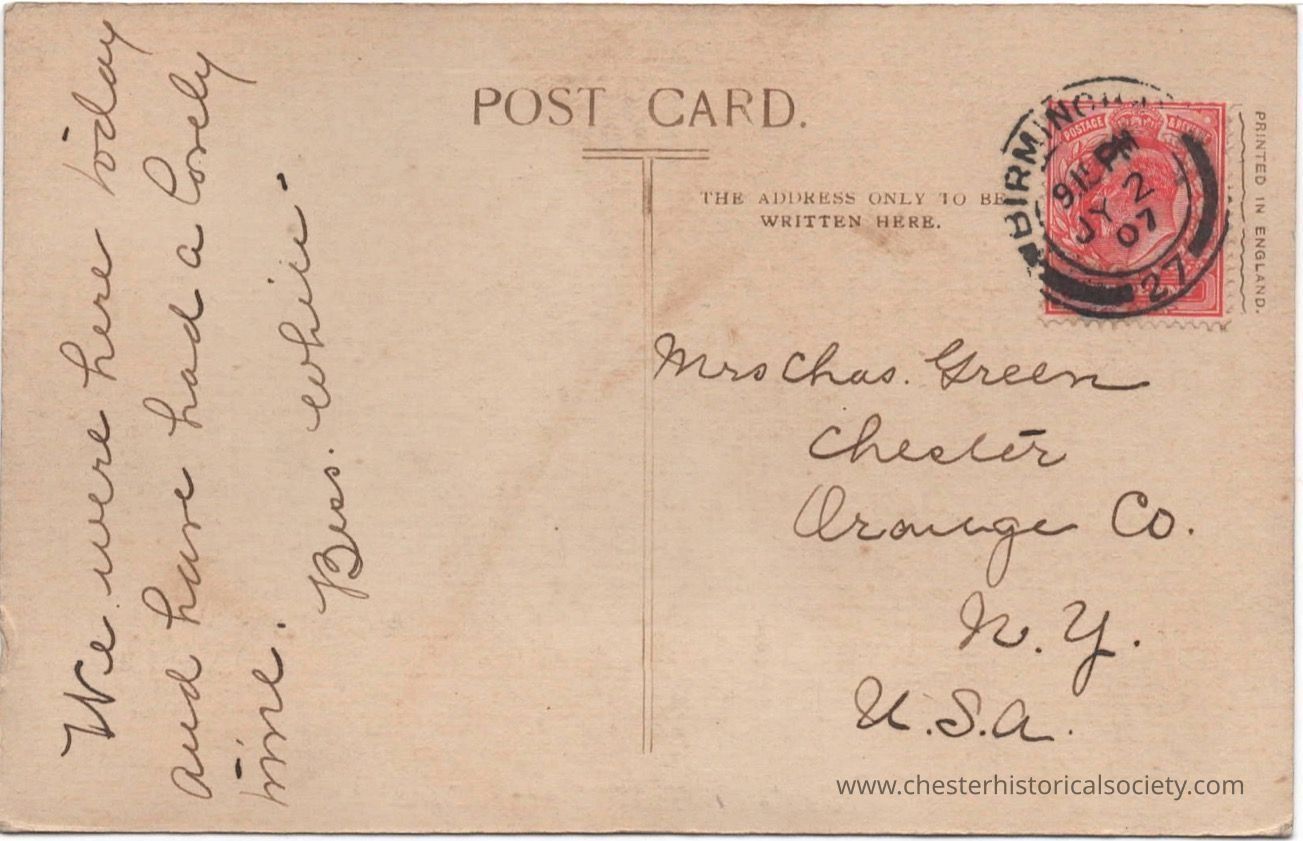 We were here today
and have had a lovely
time.
Bess. White.
POST CARD.
THE ADDRESS ONLY TO BE
WRITTEN HERE.
BIRMINGHAM
PM
JY 2
07
27
POSTAGE & REVENUE
PRINTED IN ENGLAND.
Mrs Chas. Green
Chester
Orange Co.
N.Y.
U.S.A.
www.chesterhistoricalsociety.com